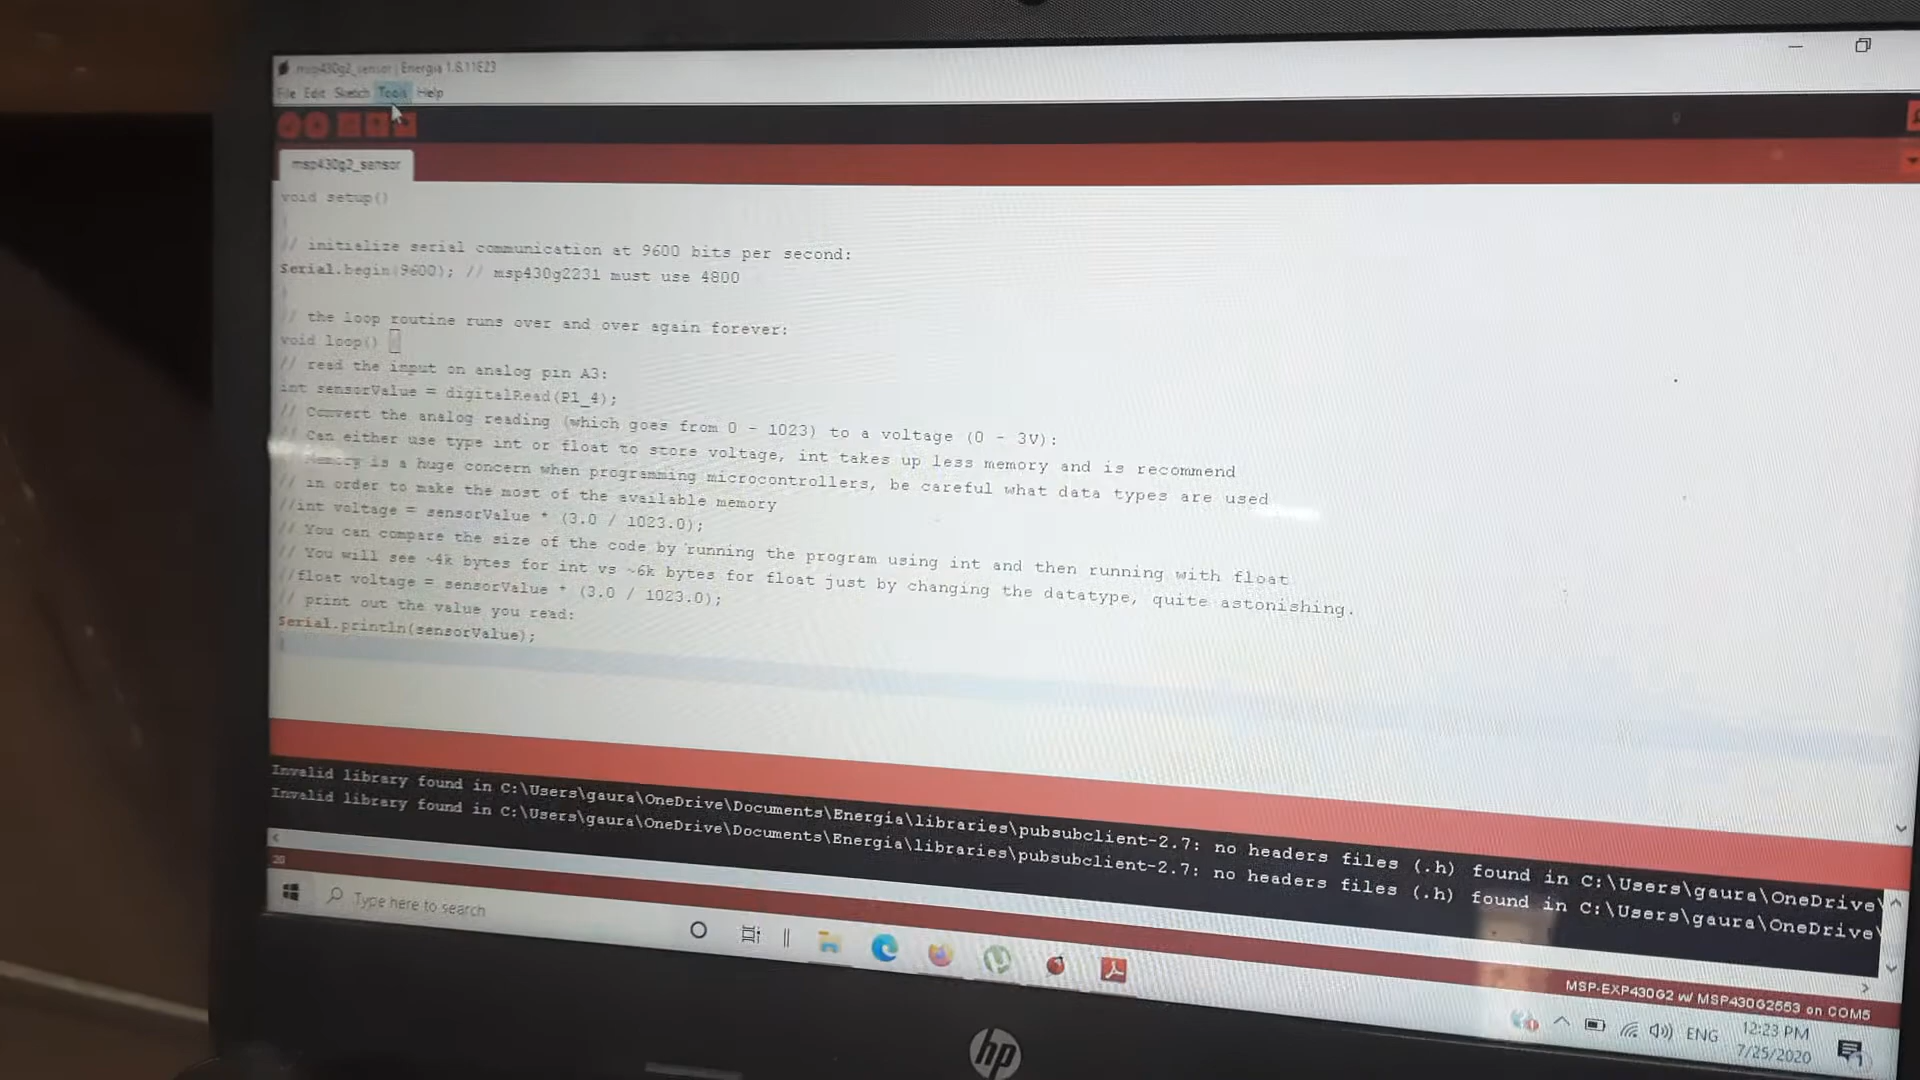 msp430g2_sensor | Energia 1.8.11E23
File Edit Sketch Tools Help
msp430g2_sensor
void setup()
// initialize serial communication at 9600 bits per second:
Serial.begin(9600); // msp430g2231 must use 4800
// the loop routine runs over and over again forever:
void loop()
// read the input on analog pin A3:
int sensorValue = digitalRead(P1_4);
// Convert the analog reading (which goes from 0 - 1023) to a voltage (0 - 3V):
// Can either use type int or float to store voltage, int takes up less memory and is recommend
// Memory is a huge concern when programming microcontrollers, be careful what data types are used
// in order to make the most of the available memory
//int voltage = sensorValue * (3.0 / 1023.0);
// You can compare the size of the code by running the program using int and then running with float
// You will see ~4k bytes for int vs ~6k bytes for float just by changing the datatype, quite astonishing.
//float voltage = sensorValue * (3.0 / 1023.0);
// print out the value you read:
Serial.println(sensorValue);
Invalid library found in C:\Users\gaura\OneDrive\Documents\Energia\libraries\pubsubclient-2.7: no headers files (.h) found in C:\Users\gaura\OneDrive\
Invalid library found in C:\Users\gaura\OneDrive\Documents\Energia\libraries\pubsubclient-2.7: no headers files (.h) found in C:\Users\gaura\OneDrive\
20
MSP-EXP430G2 w/ MSP430G2553 on COM5
Type here to search
ENG
12:23 PM
7/25/2020
hp